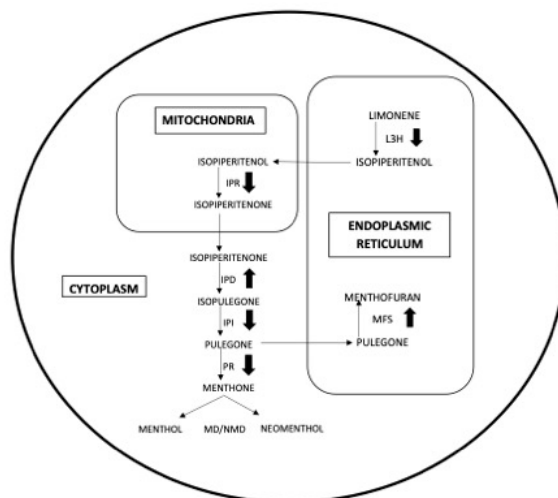 MITOCHONDRIA
LIMONENE
L3H
ISOPIPERITENOL
ISOPIPERITENOL
IPR
ISOPIPERITENONE
ENDOPLASMIC
RETICULUM
ISOPIPERITENONE
CYTOPLASM
IPD
ISOPULEGONE
MENTHOFURAN
IPI
MFS
PULEGONE
PULEGONE
PR
MENTHONE
MENTHOL MD/NMD NEOMENTHOL